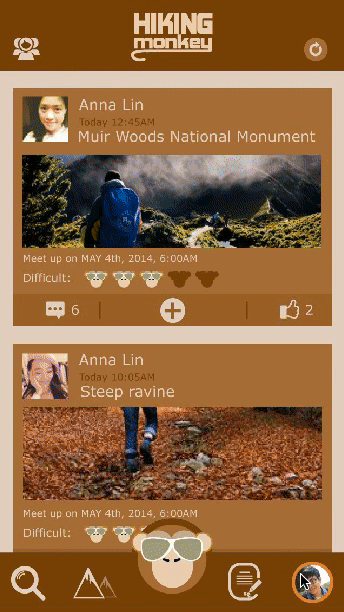 HIKING
monkey
Anna Lin
Today 12:45AM
Muir Woods National Monument
Meet up on MAY 4th, 2014, 6:00AM
Difficult:
6
2
Anna Lin
Today 10:05AM
Steep ravine
Meet up on MAY 4th, 2014, 6:00AM
Difficult: